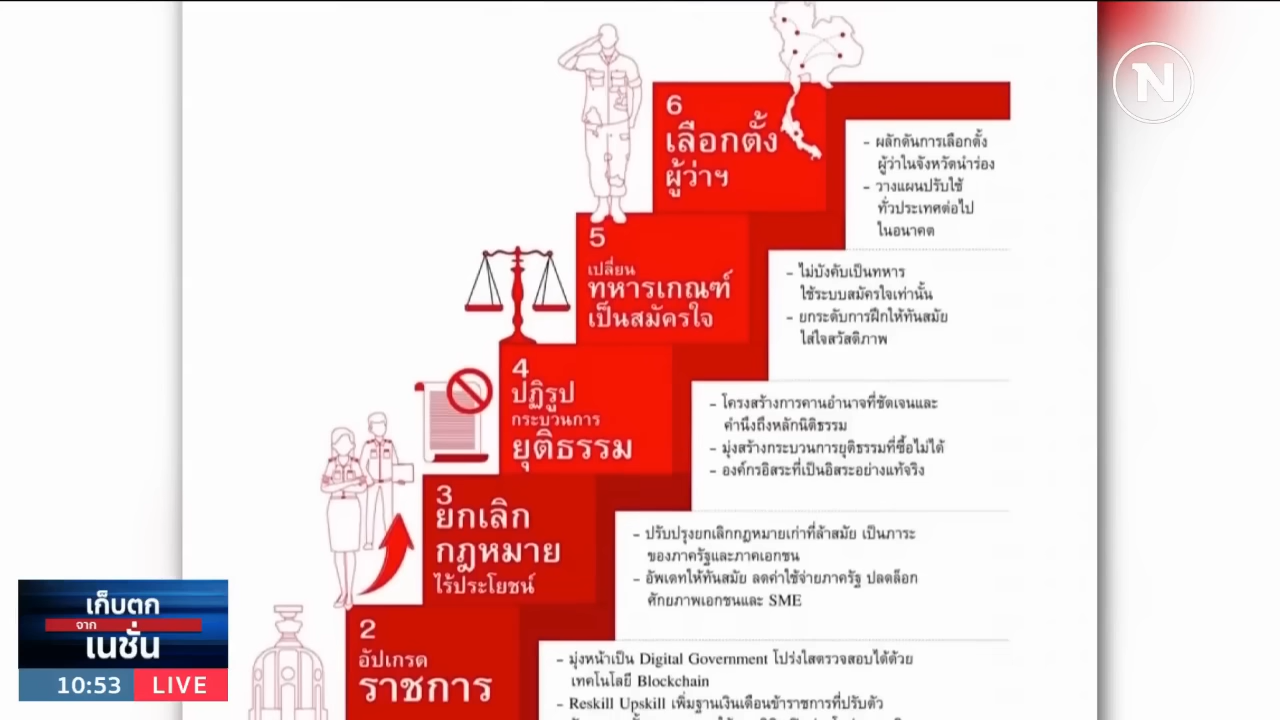 N
6
เลือกตั้ง
ผู้ว่าฯ
- ผลักดันการเลือกตั้ง
ผู้ว่าในจังหวัดนำร่อง
- วางแผนปรับใช้
ทั่วประเทศต่อไป
ในอนาคต
5
เปลี่ยน
ทหารเกณฑ์
เป็นสมัครใจ
- ไม่บังคับเป็นทหาร
ใช้ระบบสมัครใจเท่านั้น
- ยกระดับการฝึกให้ทันสมัย
ใส่ใจสวัสดิภาพ
4
ปฏิรูป
กระบวนการ
ยุติธรรม
- โครงสร้างการคานอำนาจที่ชัดเจนและ
คำนึงถึงหลักนิติธรรม
- มุ่งสร้างกระบวนการยุติธรรมที่ซื้อไม่ได้
- องค์กรอิสระที่เป็นอิสระอย่างแท้จริง
3
ยกเลิก
กฎหมาย
ไร้ประโยชน์
- ปรับปรุงยกเลิกกฎหมายเก่าที่ล้าสมัย เป็นภาระ
ของภาครัฐและภาคเอกชน
- อัพเดทให้ทันสมัย ลดค่าใช้จ่ายภาครัฐ ปลดล็อก
ศักยภาพเอกชนและ SME
2
อัปเกรด
ราชการ
- มุ่งหน้าเป็น Digital Government โปร่งใสตรวจสอบได้ด้วย
เทคโนโลยี Blockchain
- Reskill Upskill เพิ่มฐานเงินเดือนข้าราชการที่ปรับตัว
เก็บตก
จาก
เนชั่น
10:53 LIVE